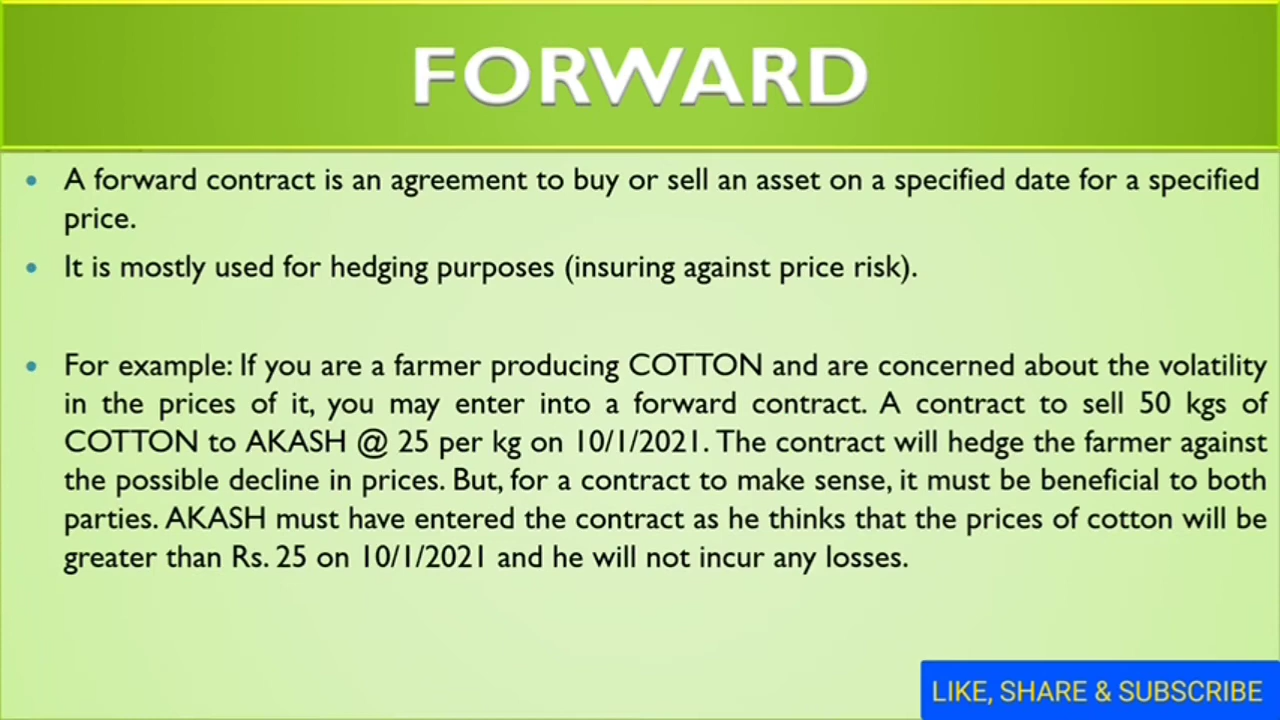 FORWARD
• A forward contract is an agreement to buy or sell an asset on a specified date for a specified
price.
• It is mostly used for hedging purposes (insuring against price risk).
• For example: If you are a farmer producing COTTON and are concerned about the volatility
in the prices of it, you may enter into a forward contract. A contract to sell 50 kgs of
COTTON to AKASH @ 25 per kg on 10/1/2021. The contract will hedge the farmer against
the possible decline in prices. But, for a contract to make sense, it must be beneficial to both
parties. AKASH must have entered the contract as he thinks that the prices of cotton will be
greater than Rs. 25 on 10/1/2021 and he will not incur any losses.
LIKE, SHARE & SUBSCRIBE